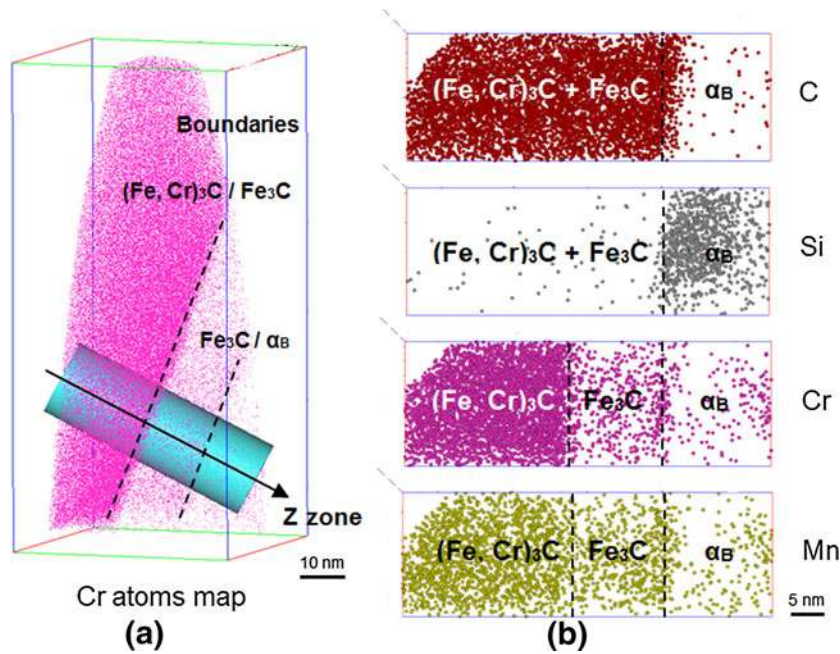 Boundaries
(Fe, Cr)₃C / Fe₃C
Fe₃C / αB
Z zone
10 nm
Cr atoms map
(a)
(Fe, Cr)₃C + Fe₃C αB C
(Fe, Cr)₃C + Fe₃C αB Si
(Fe, Cr)₃C Fe₃C αB Cr
(Fe, Cr)₃C Fe₃C αB Mn
5 nm
(b)